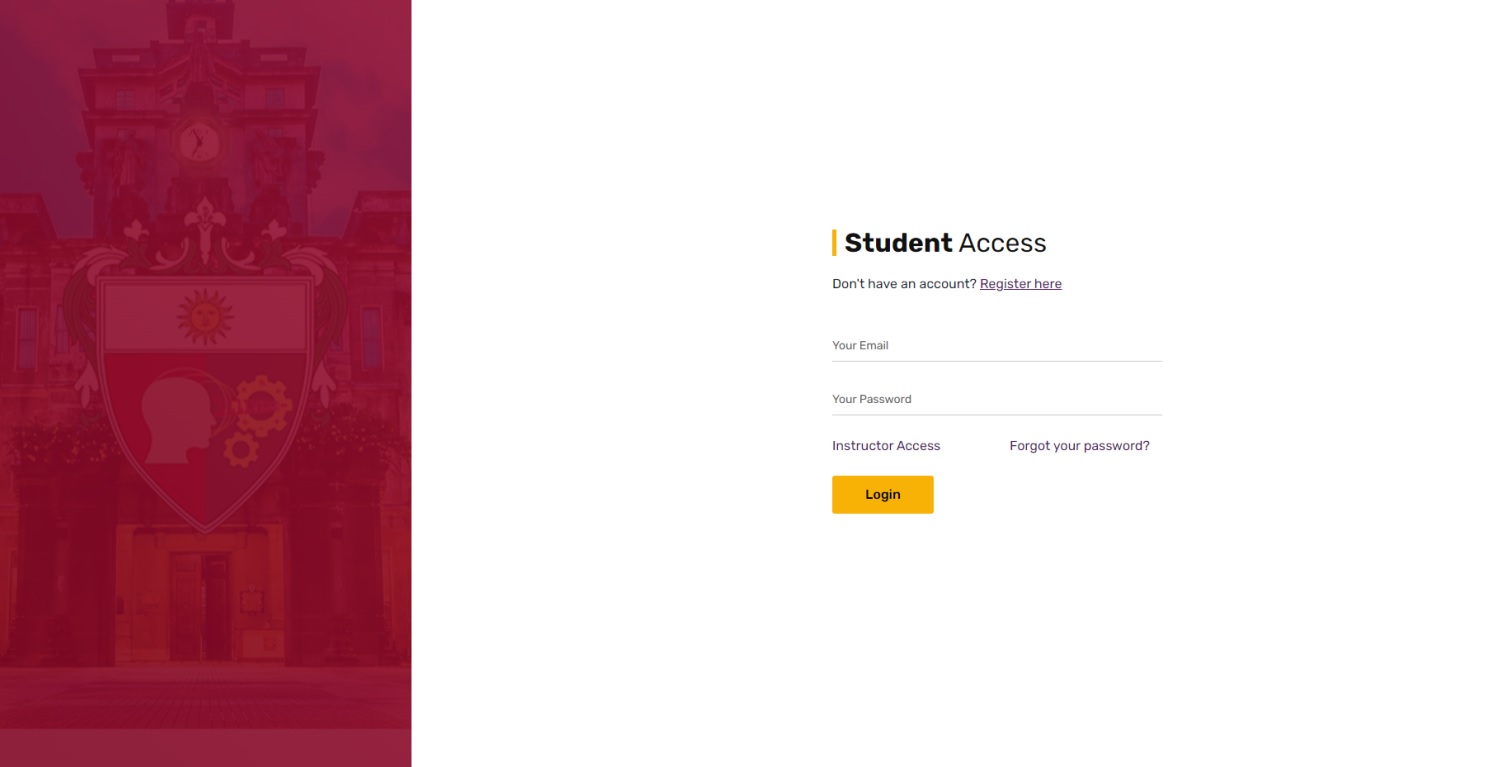 Student Access
Don't have an account? Register here
Your Email
Your Password
Instructor Access Forgot your password?
Login